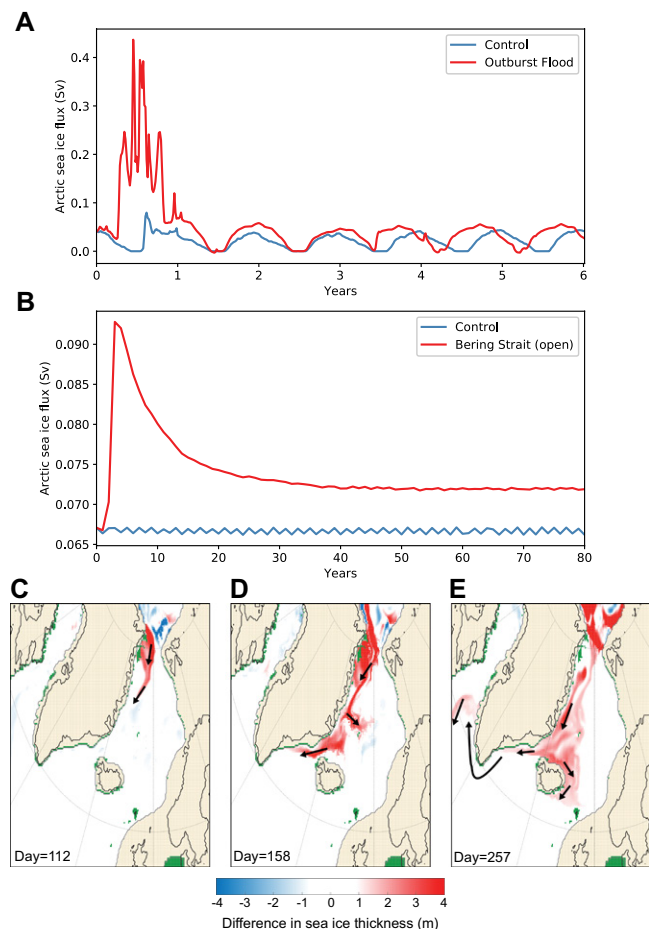 A
Arctic sea ice flux (Sv)
0.4
0.3
0.2
0.1
0.0
Control
Outburst Flood
0 1 2 3 4 5 6
Years
B
Arctic sea ice flux (Sv)
0.090
0.085
0.080
0.075
0.070
0.065
Control
Bering Strait (open)
0 10 20 30 40 50 60 70 80
Years
C D E
Day=112 Day=158 Day=257
-4 -3 -2 -1 0 1 2 3 4
Difference in sea ice thickness (m)